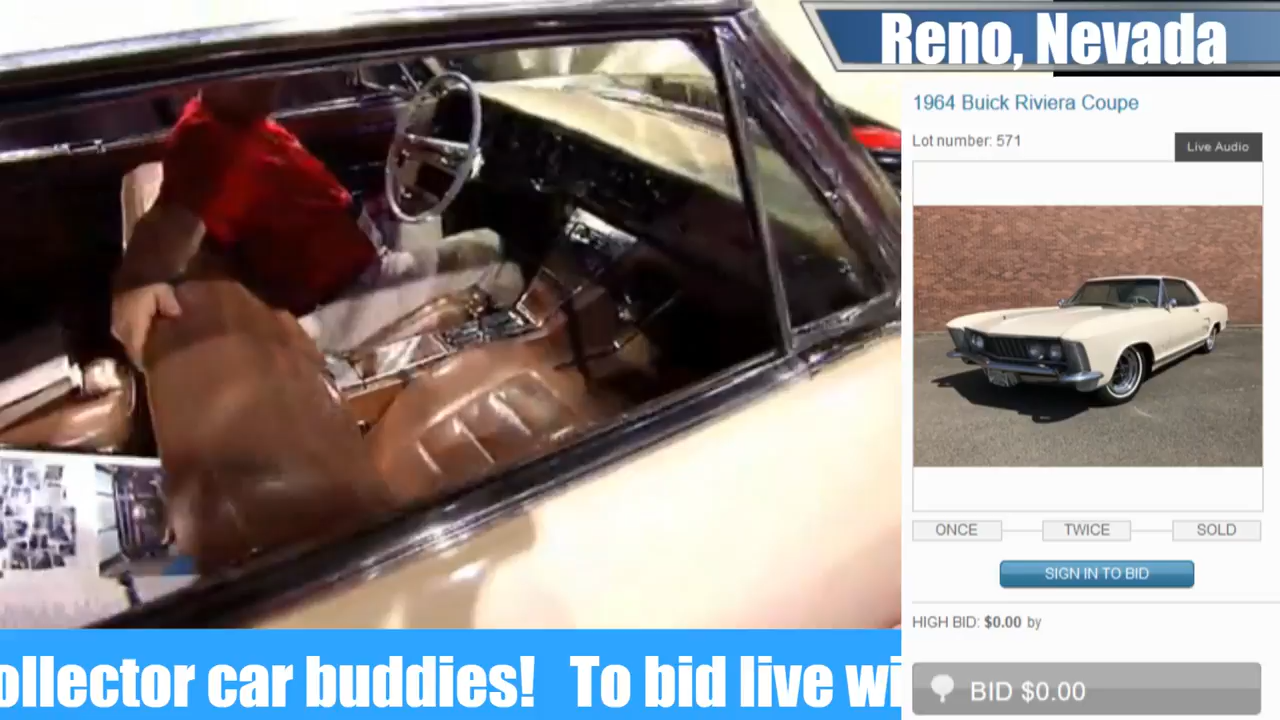 Reno, Nevada
1964 Buick Riviera Coupe
Lot number: 571
Live Audio
ONCE
TWICE
SOLD
SIGN IN TO BID
HIGH BID: $0.00 by
BID $0.00
ollector car buddies! To bid live wi